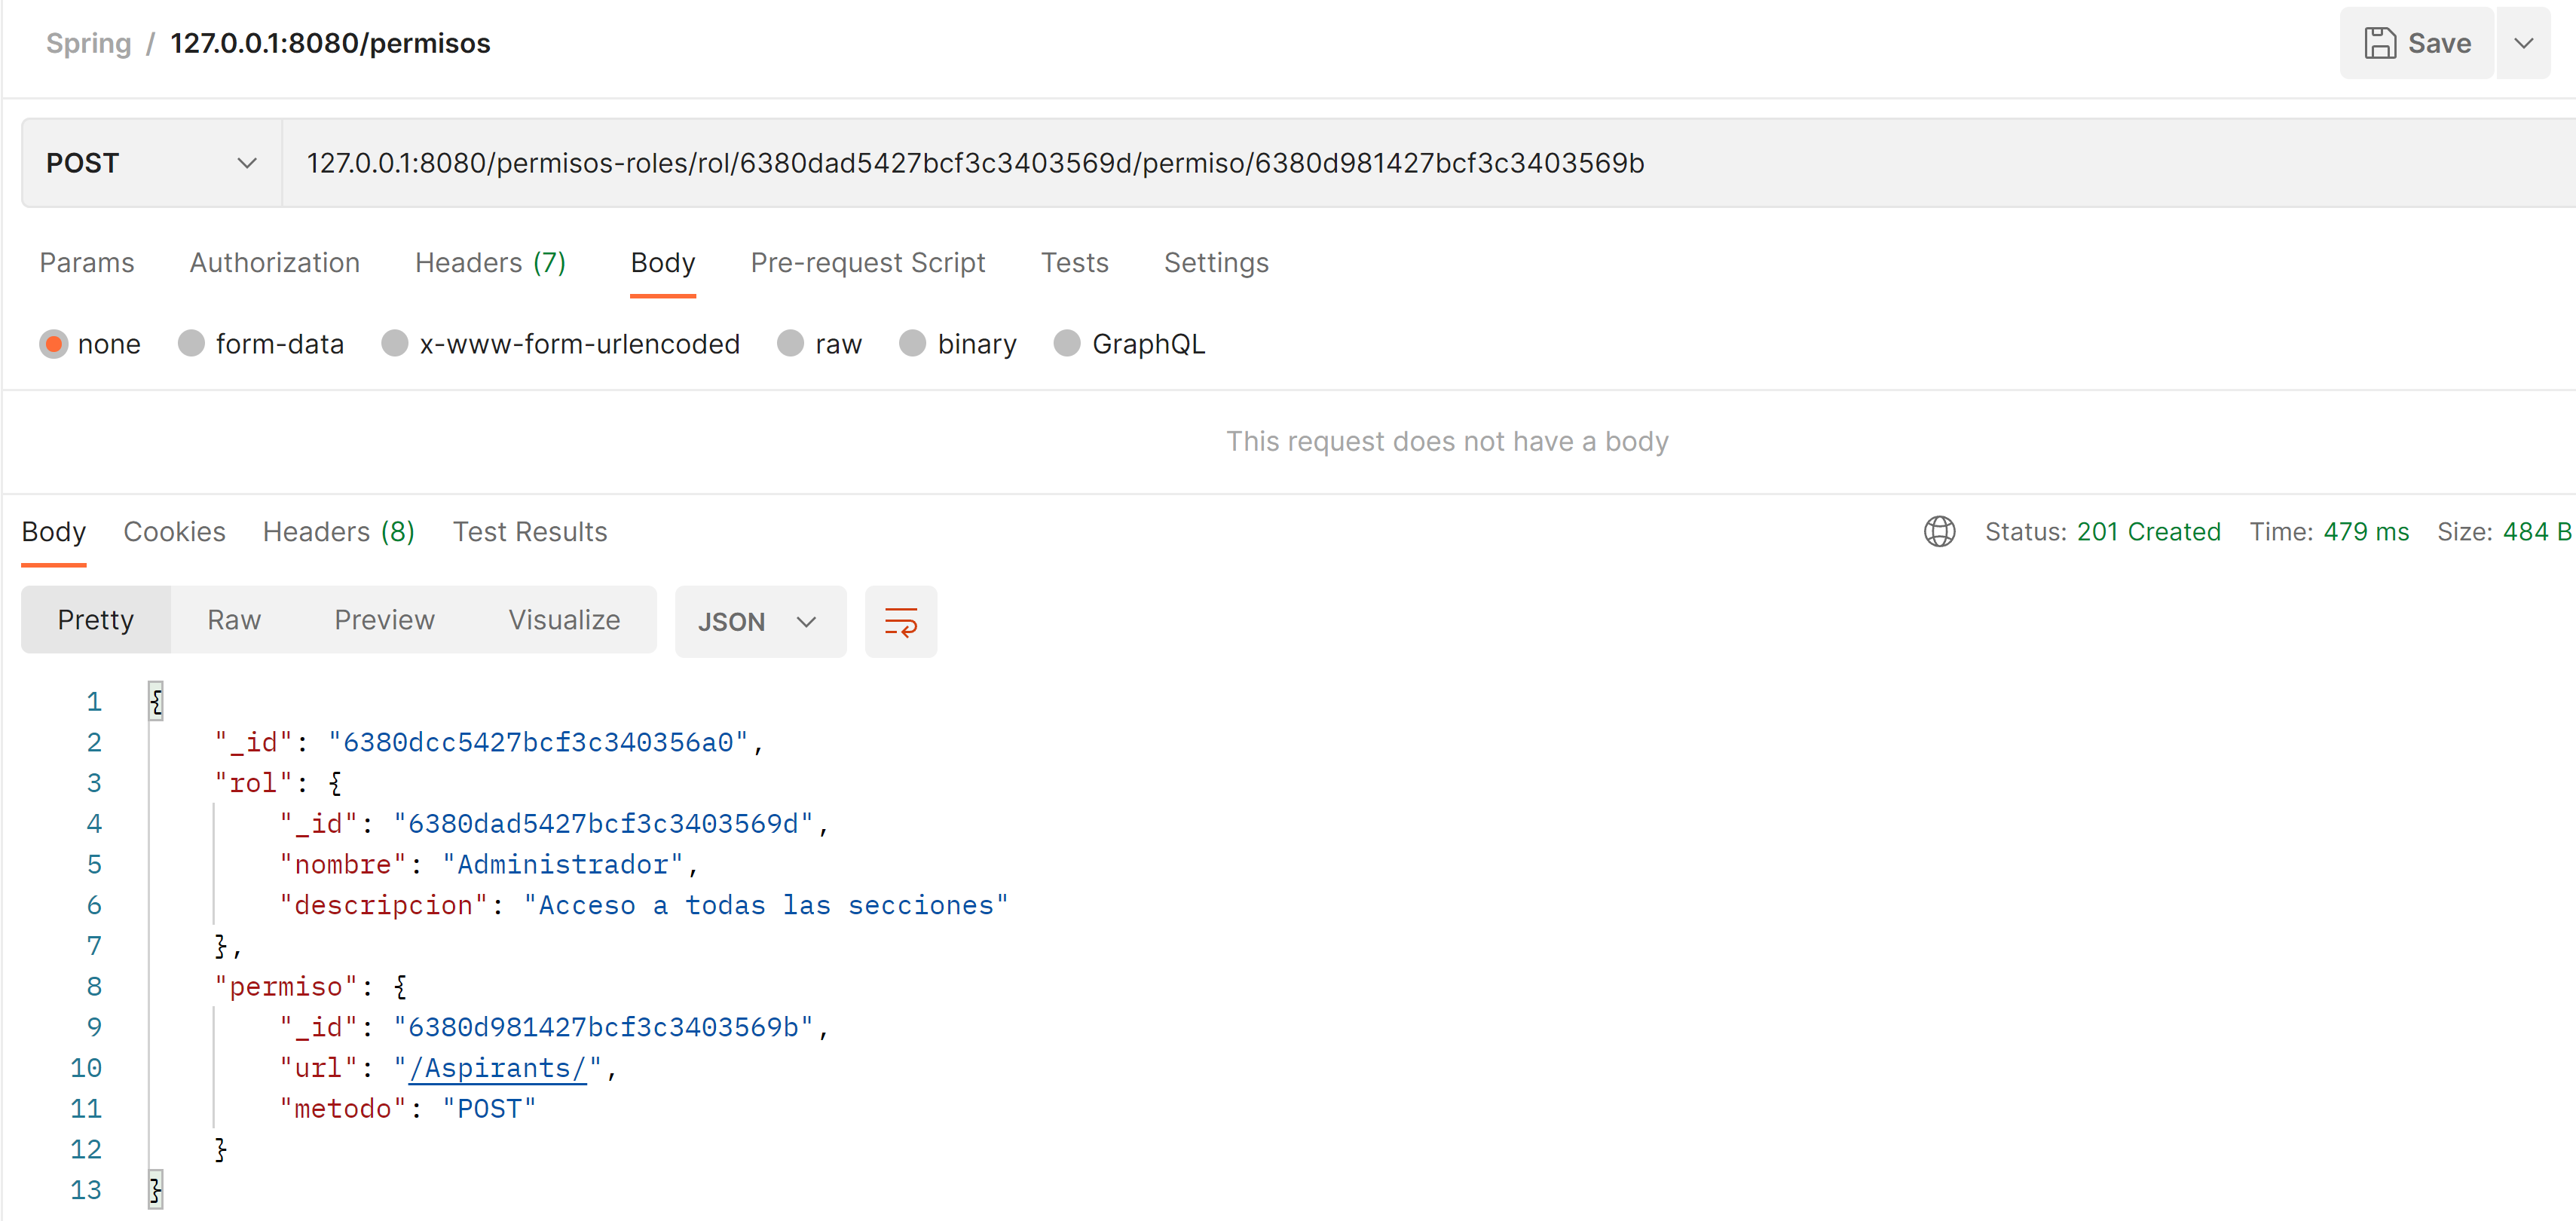 Spring / 127.0.0.1:8080/permisos
Save
POST
127.0.0.1:8080/permisos-roles/rol/6380dad5427bcf3c3403569d/permiso/6380d981427bcf3c3403569b
Params Authorization Headers (7) Body Pre-request Script Tests Settings
none form-data x-www-form-urlencoded raw binary GraphQL
This request does not have a body
Body Cookies Headers (8) Test Results Status: 201 Created Time: 479 ms Size: 484 B
Pretty Raw Preview Visualize JSON
1 {
2 "_id": "6380dcc5427bcf3c340356a0",
3 "rol": {
4 "_id": "6380dad5427bcf3c3403569d",
5 "nombre": "Administrador",
6 "descripcion": "Acceso a todas las secciones"
7 },
8 "permiso": {
9 "_id": "6380d981427bcf3c3403569b",
10 "url": "/Aspirants/",
11 "metodo": "POST"
12 }
13 }